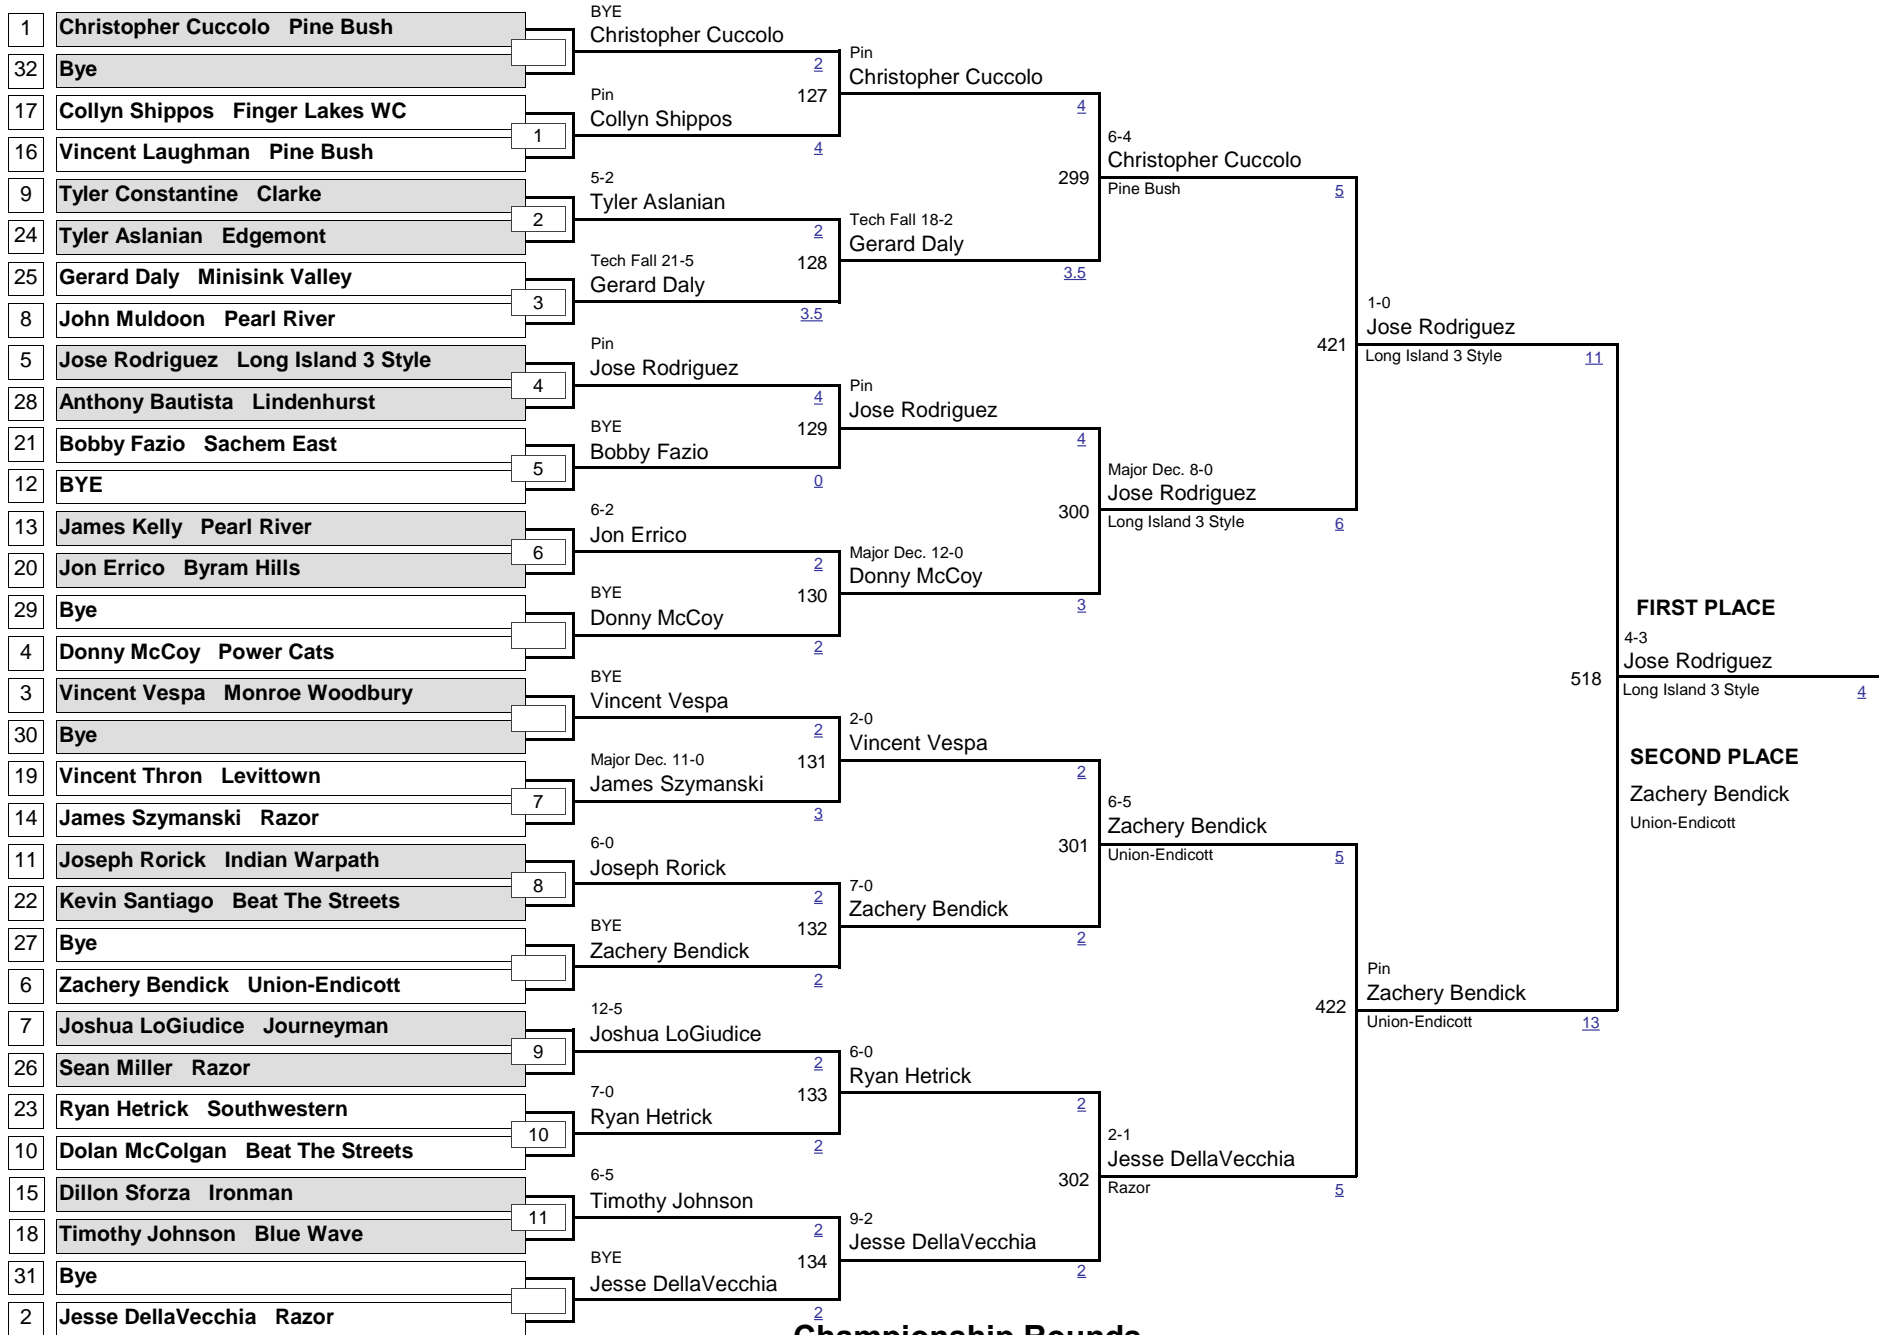 1 Christopher Cuccolo Pine Bush
32 Bye
17 Collyn Shippos Finger Lakes WC
1
16 Vincent Laughman Pine Bush
9 Tyler Constantine Clarke
2
24 Tyler Aslanian Edgemont
25 Gerard Daly Minisink Valley
3
8 John Muldoon Pearl River
5 Jose Rodriguez Long Island 3 Style
4
28 Anthony Bautista Lindenhurst
21 Bobby Fazio Sachem East
5
12 BYE
13 James Kelly Pearl River
6
20 Jon Errico Byram Hills
29 Bye
4 Donny McCoy Power Cats
3 Vincent Vespa Monroe Woodbury
30 Bye
19 Vincent Thron Levittown
7
14 James Szymanski Razor
11 Joseph Rorick Indian Warpath
8
22 Kevin Santiago Beat The Streets
27 Bye
6 Zachery Bendick Union-Endicott
7 Joshua LoGiudice Journeyman
9
26 Sean Miller Razor
23 Ryan Hetrick Southwestern
10
10 Dolan McColgan Beat The Streets
15 Dillon Sforza Ironman
11
18 Timothy Johnson Blue Wave
31 Bye
2 Jesse DellaVecchia Razor
BYE
Christopher Cuccolo
2
127
Pin
Collyn Shippos
4
5-2
Tyler Aslanian
2
128
Tech Fall 21-5
Gerard Daly
3.5
Pin
Jose Rodriguez
4
129
BYE
Bobby Fazio
0
6-2
Jon Errico
2
130
BYE
Donny McCoy
2
BYE
Vincent Vespa
2
131
Major Dec. 11-0
James Szymanski
3
6-0
Joseph Rorick
2
132
BYE
Zachery Bendick
2
12-5
Joshua LoGiudice
2
133
7-0
Ryan Hetrick
2
6-5
Timothy Johnson
2
134
BYE
Jesse DellaVecchia
2
Pin
Christopher Cuccolo
4
299
Tech Fall 18-2
Gerard Daly
3.5
Pin
Jose Rodriguez
4
300
Major Dec. 12-0
Donny McCoy
3
2-0
Vincent Vespa
2
301
7-0
Zachery Bendick
2
6-0
Ryan Hetrick
2
302
9-2
Jesse DellaVecchia
2
6-4
Christopher Cuccolo
Pine Bush 5
421
Major Dec. 8-0
Jose Rodriguez
Long Island 3 Style 6
6-5
Zachery Bendick
Union-Endicott 5
422
2-1
Jesse DellaVecchia
Razor 5
1-0
Jose Rodriguez
Long Island 3 Style 11
518
Pin
Zachery Bendick
Union-Endicott 13
FIRST PLACE
4-3
Jose Rodriguez
Long Island 3 Style 4
SECOND PLACE
Zachery Bendick
Union-Endicott
Championship Rounds